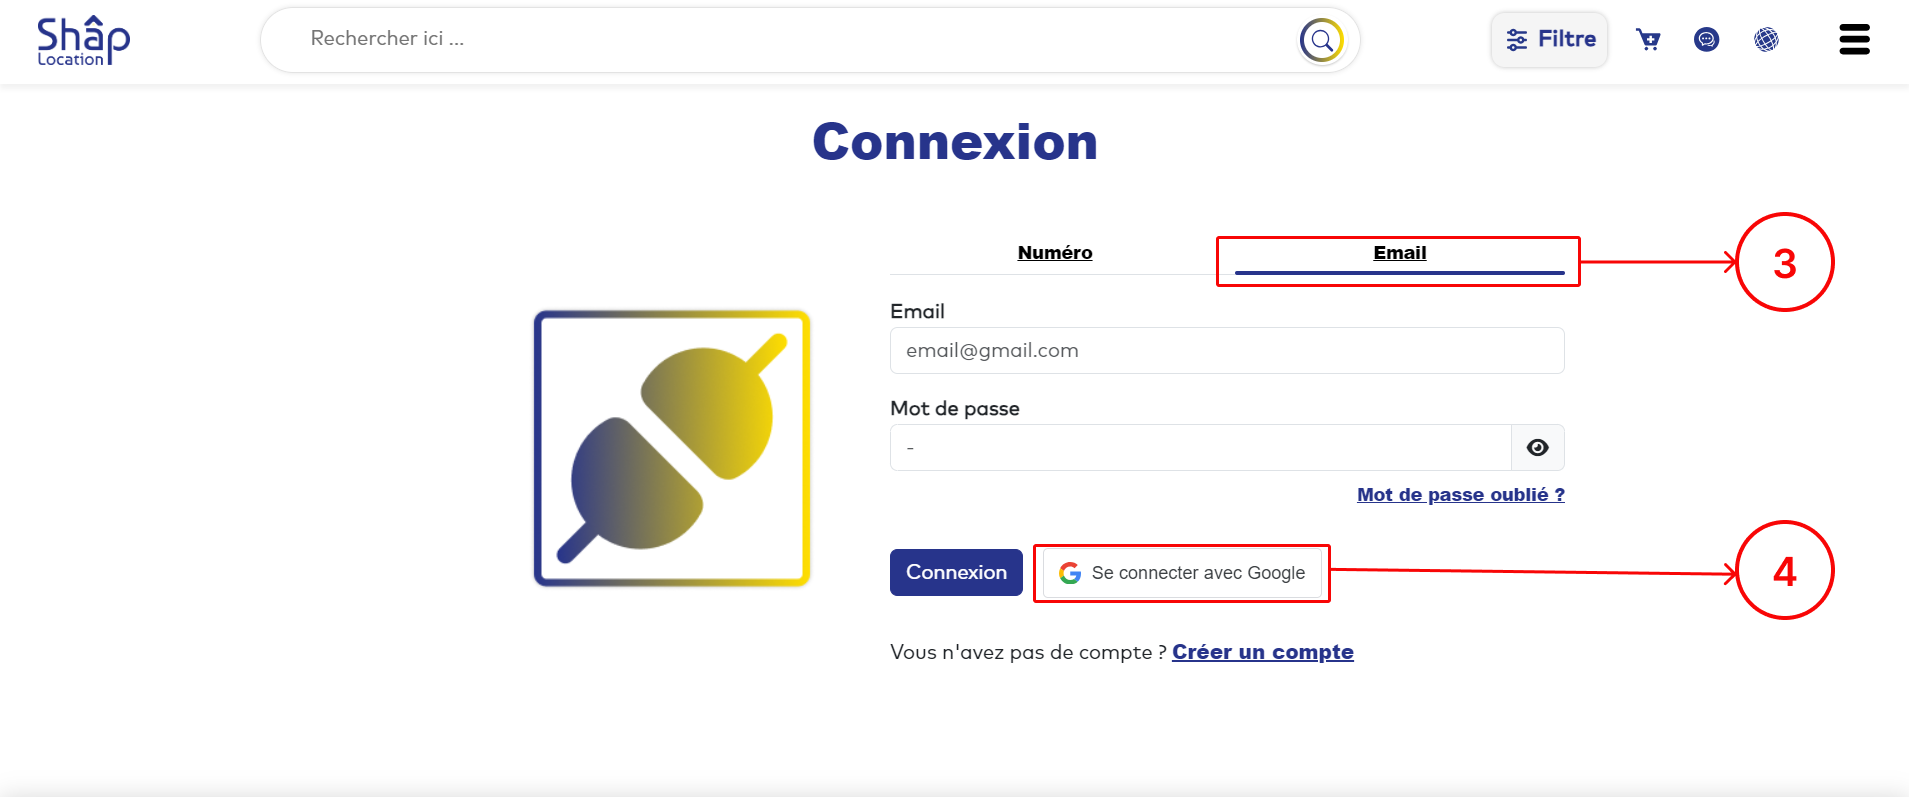 Shâp
Location
Rechercher ici ...
Filtre
Connexion
Numéro
Email
3
Email
email@gmail.com
Mot de passe
-
Mot de passe oublié ?
Connexion
Se connecter avec Google
4
Vous n'avez pas de compte ? Créer un compte